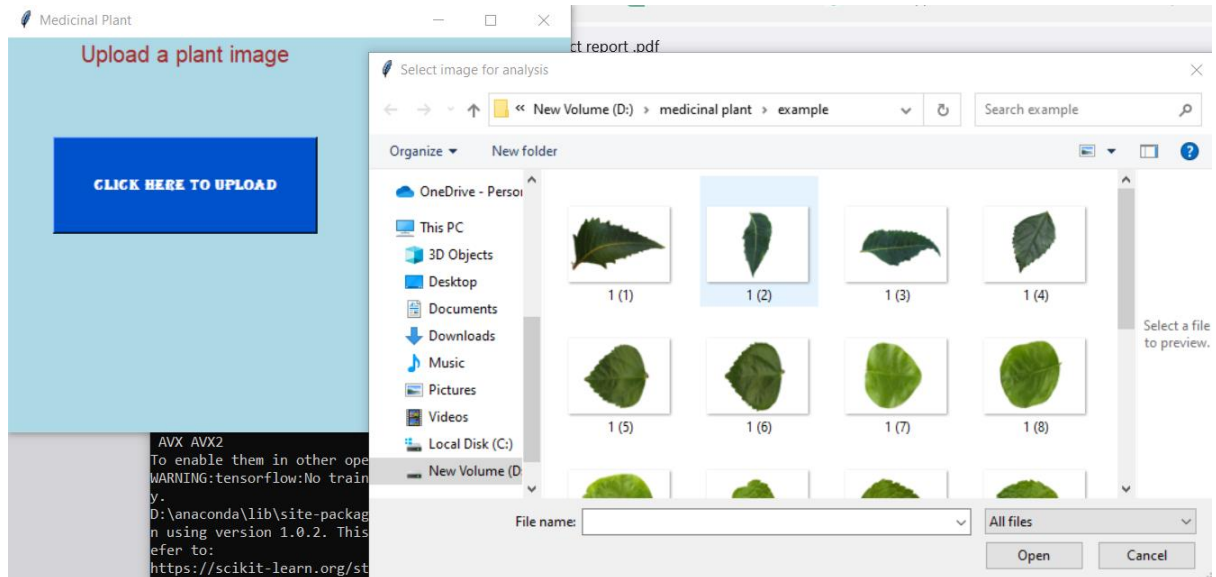 Medicinal Plant
Upload a plant image
CLICK HERE TO UPLOAD
ct report .pdf
Select image for analysis
« New Volume (D:) › medicinal plant › example
Search example
Organize
New folder
OneDrive - Person
This PC
3D Objects
Desktop
Documents
Downloads
Music
Pictures
Videos
Local Disk (C:)
New Volume (D:
1 (1)
1 (2)
1 (3)
1 (4)
1 (5)
1 (6)
1 (7)
1 (8)
Select a file
to preview.
File name:
All files
Open
Cancel
AVX AVX2
To enable them in other ope
WARNING:tensorflow:No train
y.
D:\anaconda\lib\site-packag
n using version 1.0.2. This
efer to:
https://scikit-learn.org/st